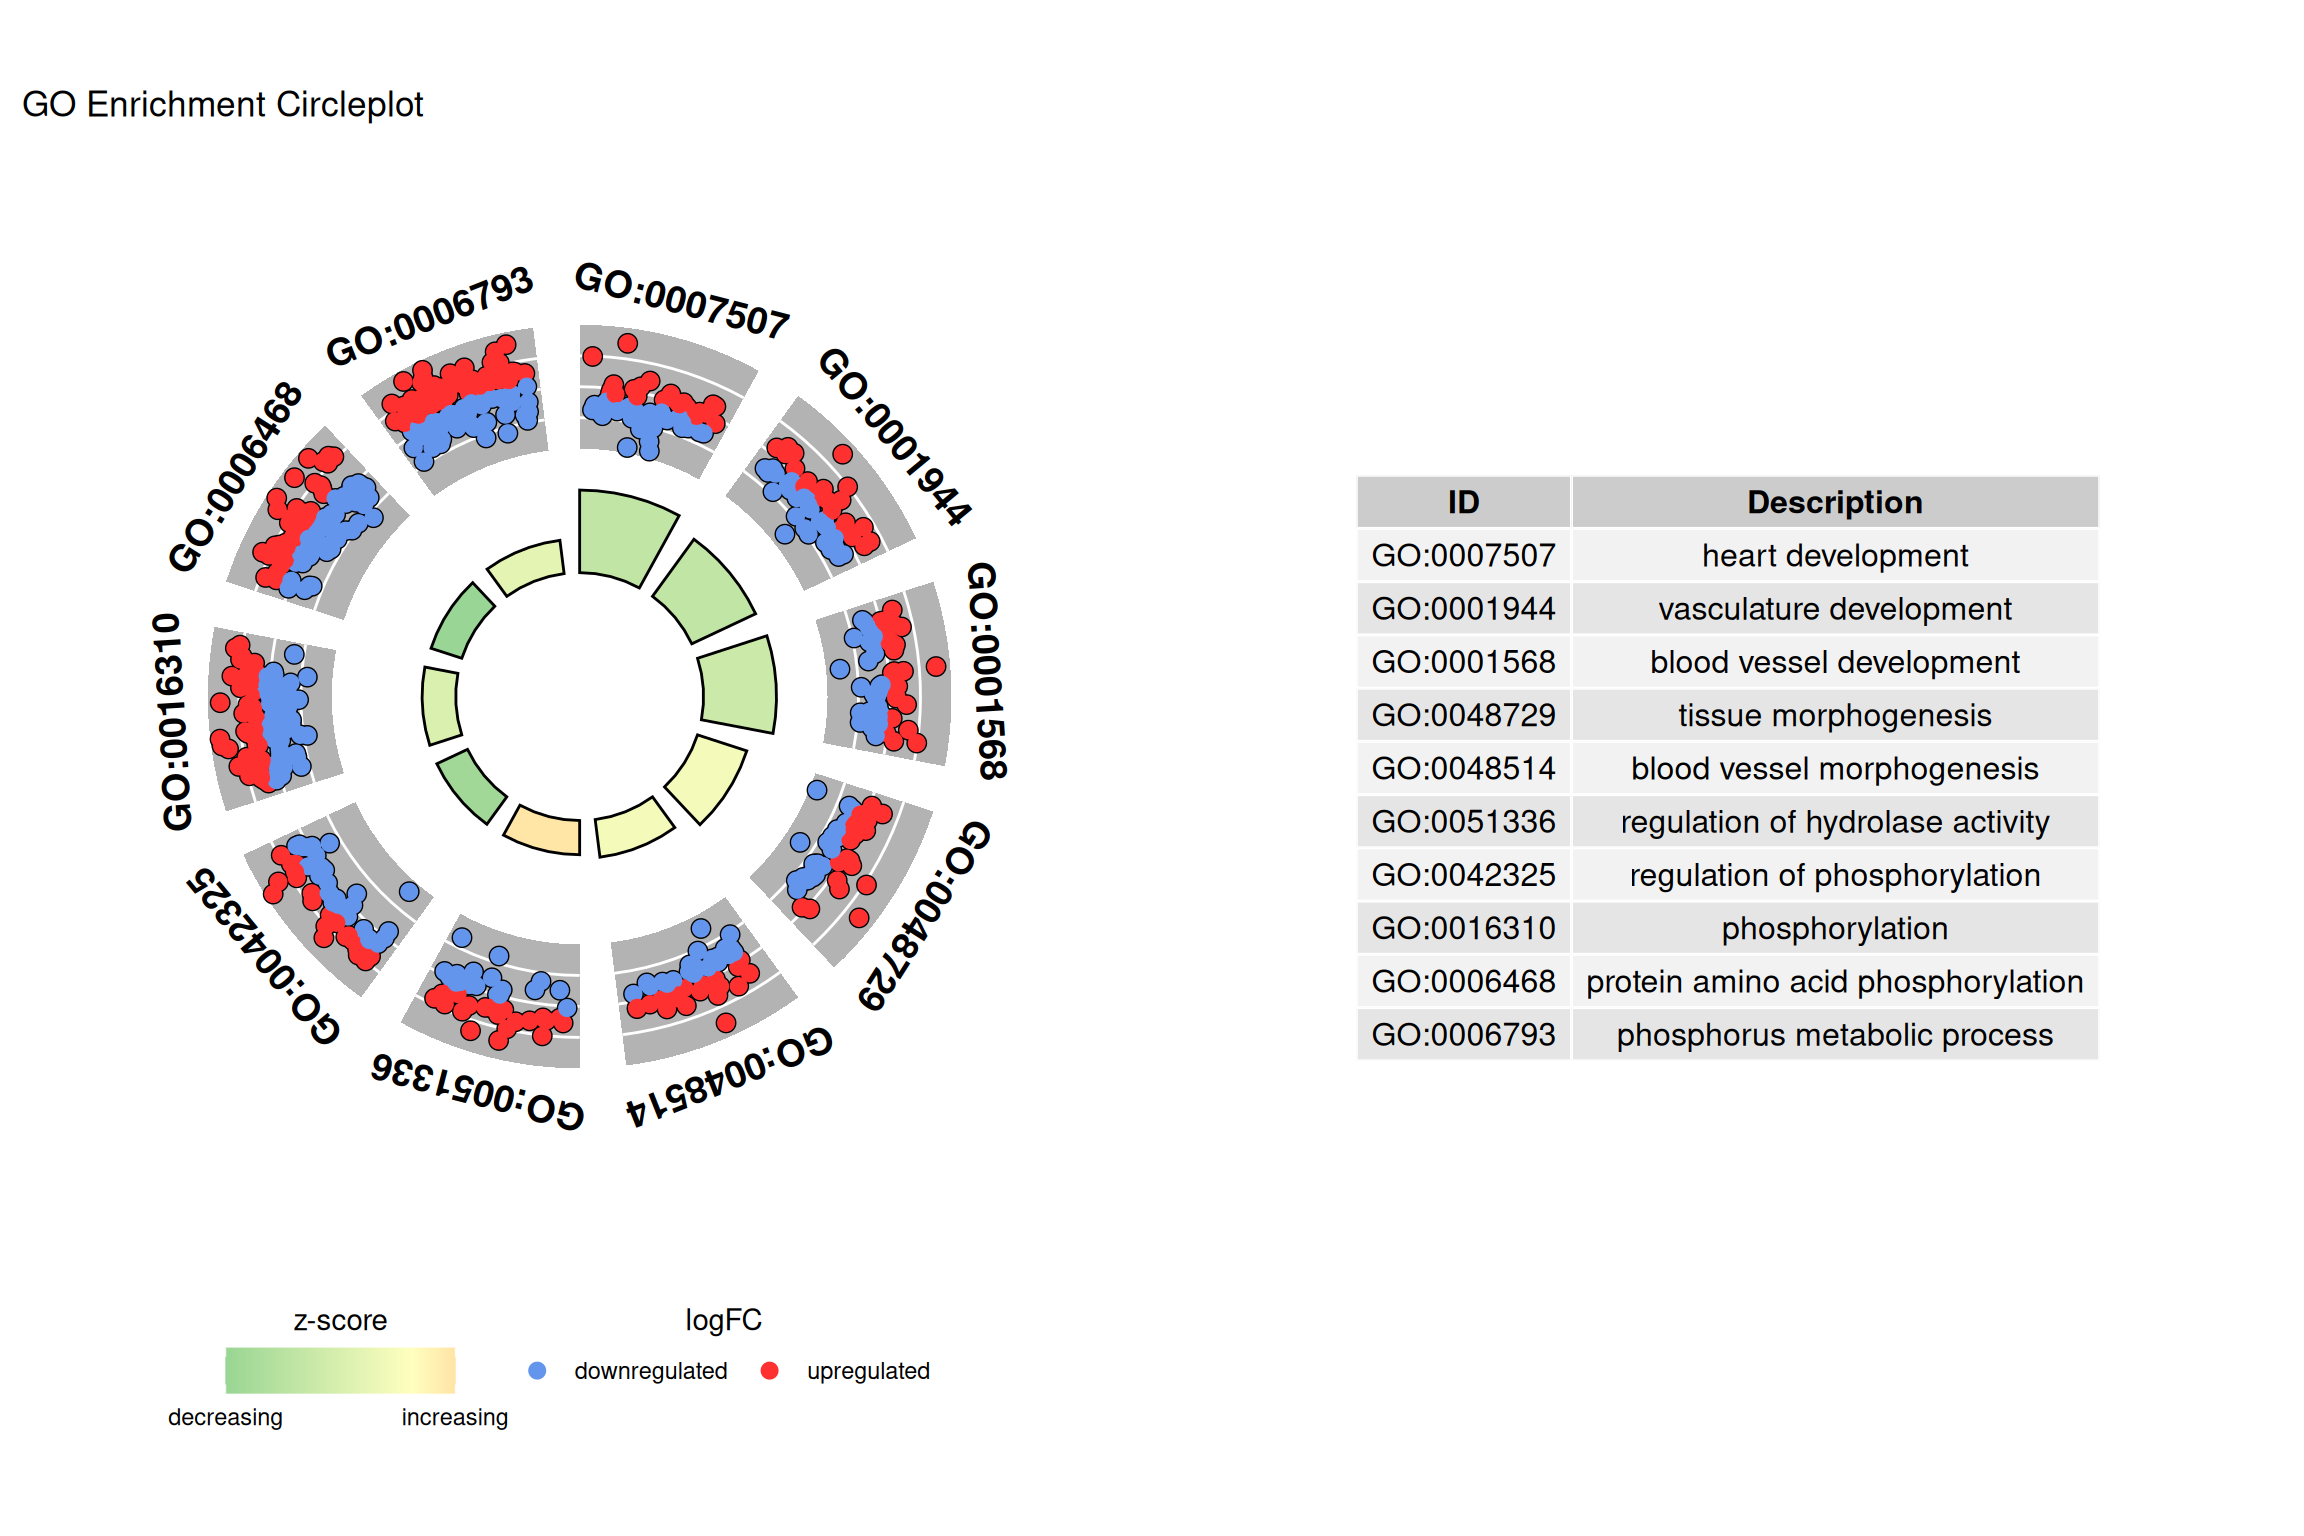 GO Enrichment Circleplot
GO:0007507
GO:0001944
GO:0001568
GO:0048729
GO:0048514
GO:0051336
GO:0042325
GO:0016310
GO:0006468
GO:0006793
ID Description
GO:0007507 heart development
GO:0001944 vasculature development
GO:0001568 blood vessel development
GO:0048729 tissue morphogenesis
GO:0048514 blood vessel morphogenesis
GO:0051336 regulation of hydrolase activity
GO:0042325 regulation of phosphorylation
GO:0016310 phosphorylation
GO:0006468 protein amino acid phosphorylation
GO:0006793 phosphorus metabolic process
z-score
decreasing increasing
logFC
downregulated upregulated